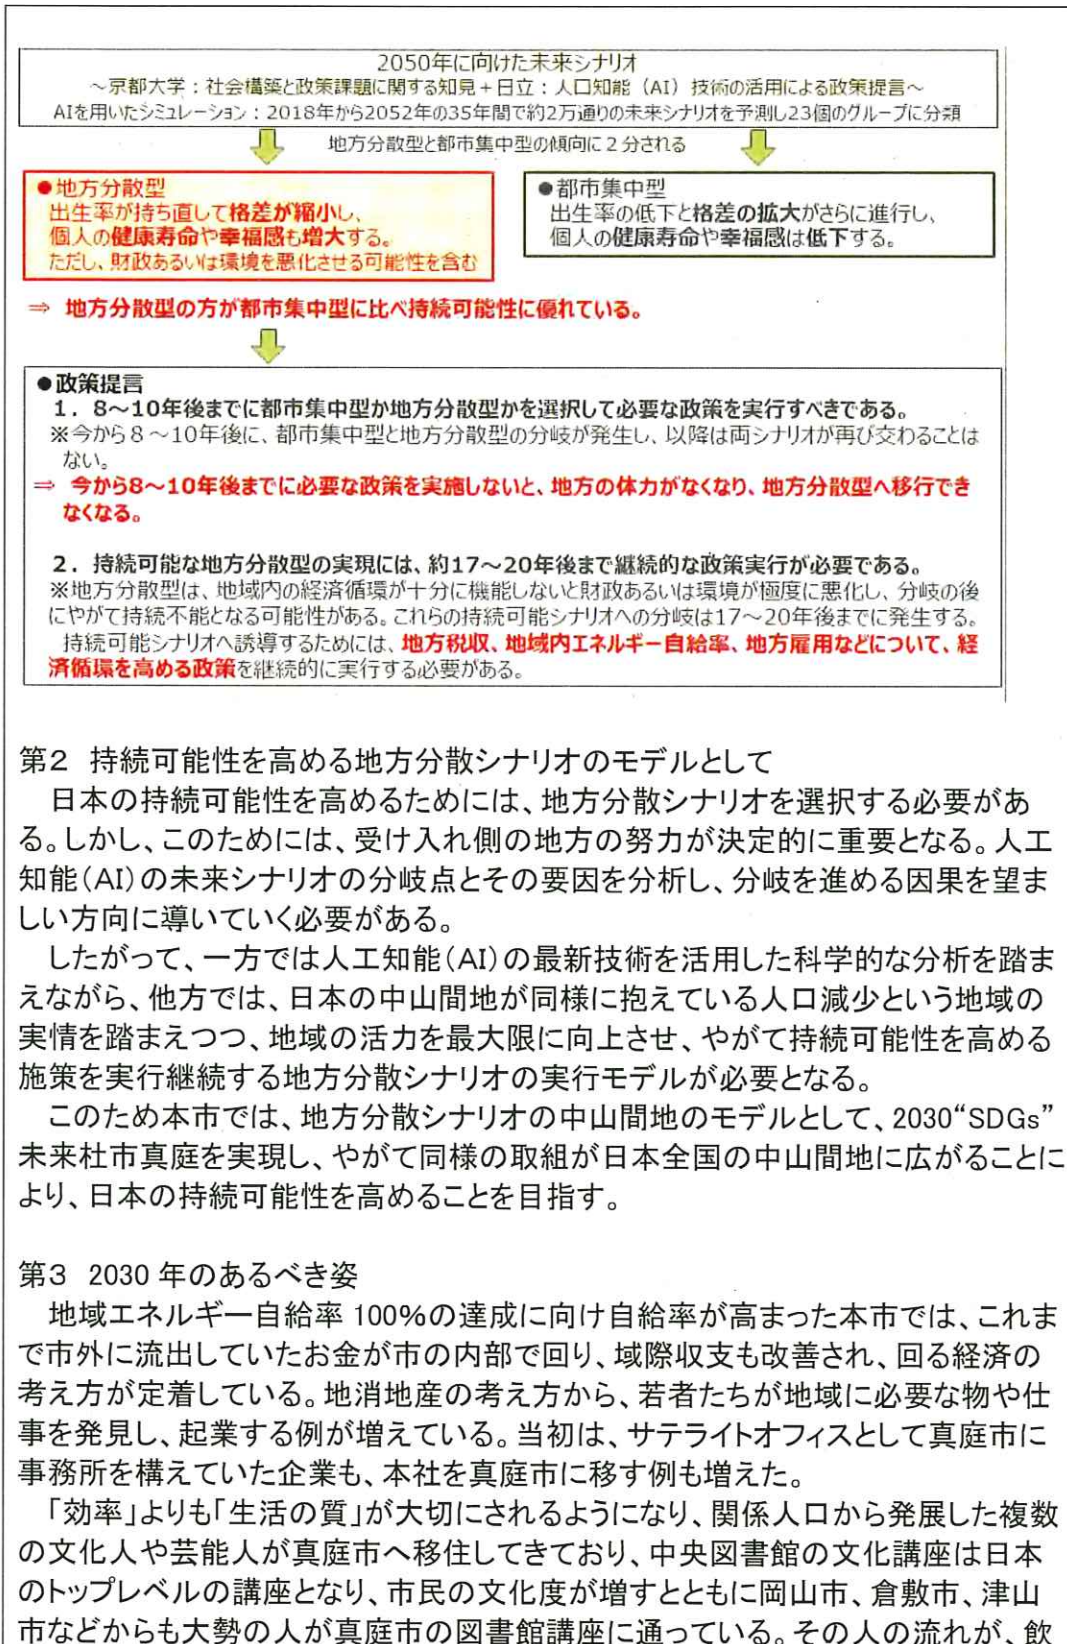 2050年に向けた未来シナリオ
～京都大学：社会構築と政策課題に関する知見＋日立：人口知能（AI）技術の活用による政策提言～
AIを用いたシミュレーション：2018年から2052年の35年間で約2万通りの未来シナリオを予測し23個のグループに分類
地方分散型と都市集中型の傾向に２分される
●地方分散型
出生率が持ち直して格差が縮小し、
個人の健康寿命や幸福感も増大する。
ただし、財政あるいは環境を悪化させる可能性を含む
●都市集中型
出生率の低下と格差の拡大がさらに進行し、
個人の健康寿命や幸福感は低下する。
⇒ 地方分散型の方が都市集中型に比べ持続可能性に優れている。
●政策提言
１．8～10年後までに都市集中型か地方分散型かを選択して必要な政策を実行すべきである。
※今から８～10年後に、都市集中型と地方分散型の分岐が発生し、以降は両シナリオが再び交わることは
ない。
⇒ 今から8～10年後までに必要な政策を実施しないと、地方の体力がなくなり、地方分散型へ移行でき
なくなる。
２．持続可能な地方分散型の実現には、約17～20年後まで継続的な政策実行が必要である。
※地方分散型は、地域内の経済循環が十分に機能しないと財政あるいは環境が極度に悪化し、分岐の後
にやがて持続不能となる可能性がある。これらの持続可能シナリオへの分岐は17～20年後までに発生する。
持続可能シナリオへ誘導するためには、地方税収、地域内エネルギー自給率、地方雇用などについて、経
済循環を高める政策を継続的に実行する必要がある。
第２ 持続可能性を高める地方分散シナリオのモデルとして
日本の持続可能性を高めるためには、地方分散シナリオを選択する必要があ
る。しかし、このためには、受け入れ側の地方の努力が決定的に重要となる。人工
知能（AI）の未来シナリオの分岐点とその要因を分析し、分岐を進める因果を望ま
しい方向に導いていく必要がある。
したがって、一方では人工知能（AI）の最新技術を活用した科学的な分析を踏ま
えながら、他方では、日本の中山間地が同様に抱えている人口減少という地域の
実情を踏まえつつ、地域の活力を最大限に向上させ、やがて持続可能性を高める
施策を実行継続する地方分散シナリオの実行モデルが必要となる。
このため本市では、地方分散シナリオの中山間地のモデルとして、2030“SDGs”
未来杜市真庭を実現し、やがて同様の取組が日本全国の中山間地に広がることに
より、日本の持続可能性を高めることを目指す。
第３ 2030 年のあるべき姿
地域エネルギー自給率 100％の達成に向け自給率が高まった本市では、これま
で市外に流出していたお金が市の内部で回り、域際収支も改善され、回る経済の
考え方が定着している。地消地産の考え方から、若者たちが地域に必要な物や仕
事を発見し、起業する例が増えている。当初は、サテライトオフィスとして真庭市に
事務所を構えていた企業も、本社を真庭市に移す例も増えた。
「効率」よりも「生活の質」が大切にされるようになり、関係人口から発展した複数
の文化人や芸能人が真庭市へ移住してきており、中央図書館の文化講座は日本
のトップレベルの講座となり、市民の文化度が増すとともに岡山市、倉敷市、津山
市などからも大勢の人が真庭市の図書館講座に通っている。その人の流れが、飲